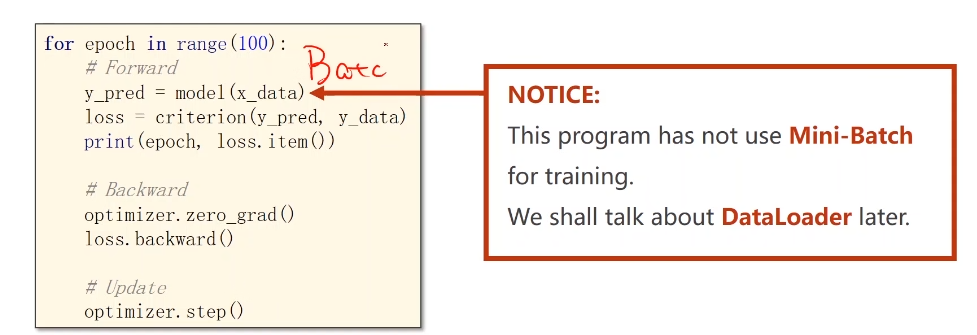 for epoch in range(100):
# Forward
Batc
y_pred = model(x_data)
loss = criterion(y_pred, y_data)
print(epoch, loss.item())
# Backward
optimizer.zero_grad()
loss.backward()
# Update
optimizer.step()
NOTICE:
This program has not use Mini-Batch
for training.
We shall talk about DataLoader later.